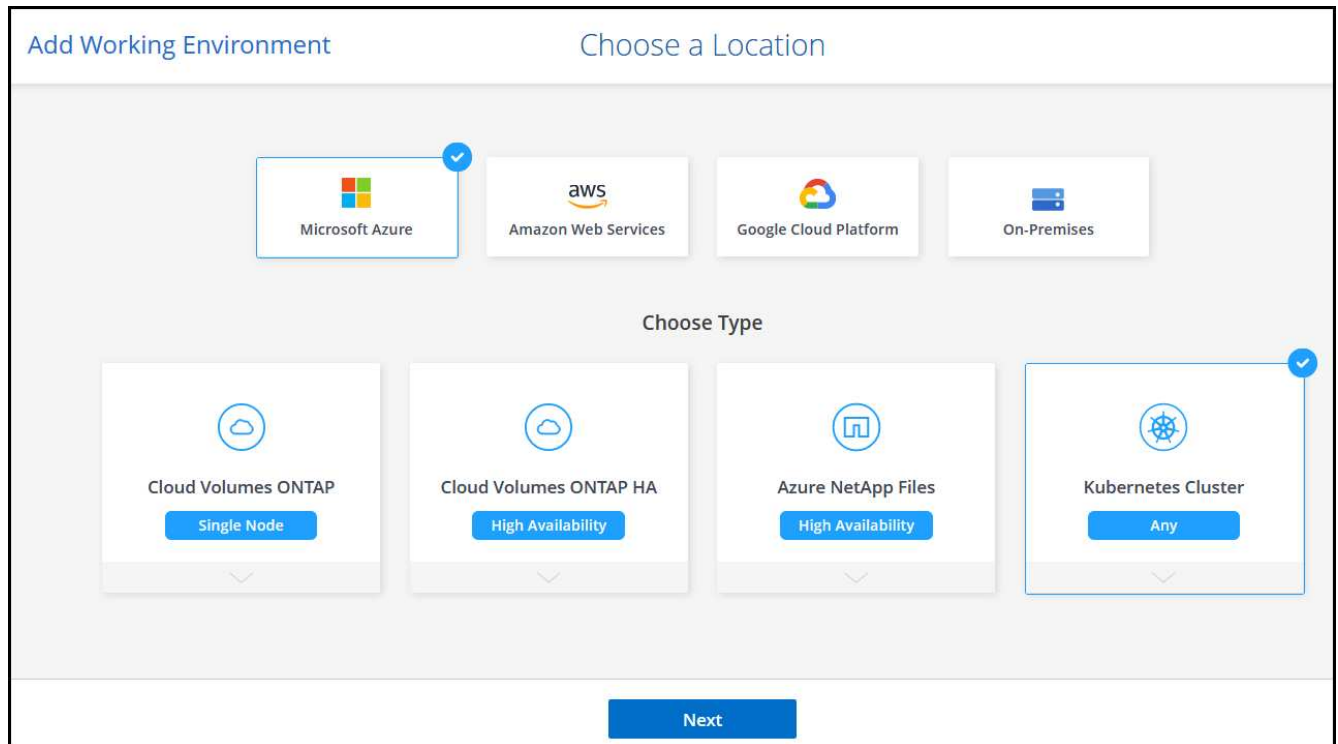 Add Working Environment
Choose a Location
aws
Microsoft Azure
Amazon Web Services
Google Cloud Platform
On-Premises
Choose Type
Cloud Volumes ONTAP
Cloud Volumes ONTAP HA
Azure NetApp Files
Kubernetes Cluster
Single Node
High Availability
High Availability
Any
Next